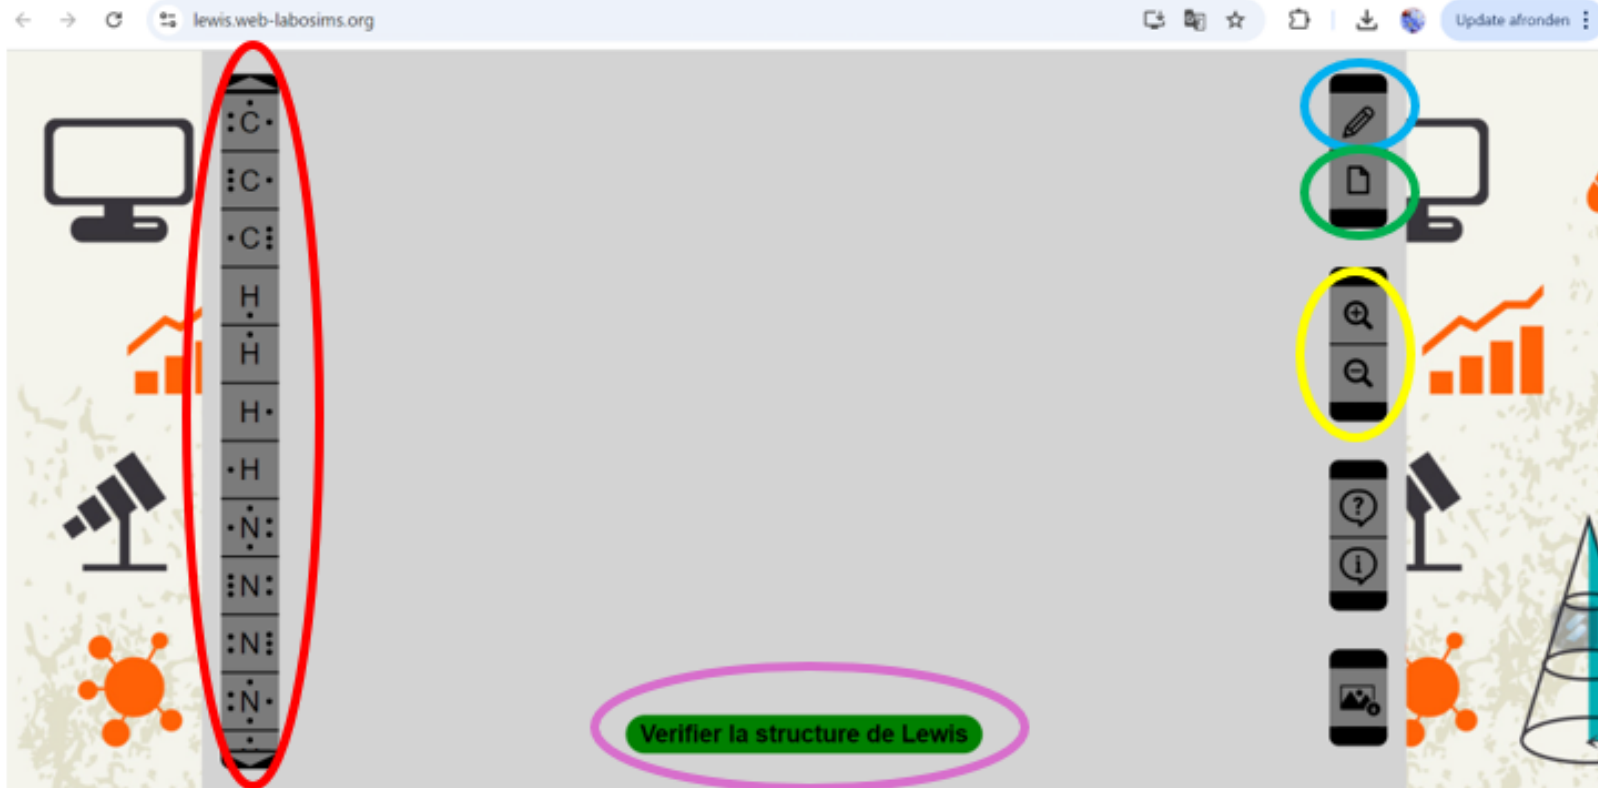 lewis.web-labosims.org
Update afronden
:C·
⋮C·
·C⋮
H
H
H·
·H
·N:
⋮N:
:N⋮
:N·
Verifier la structure de Lewis